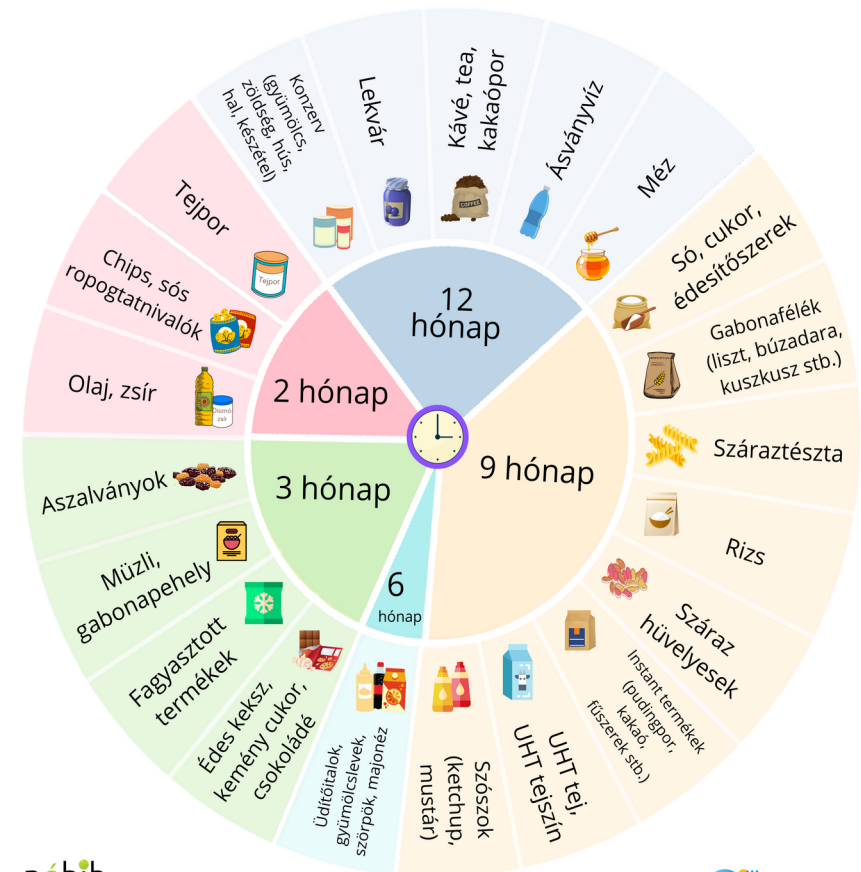 12
hónap
Konzerv
(gyümölcs,
zöldség, hús,
hal, készétel)
Lekvár
Kávé, tea,
kakaópor
COFFEE
Ásványvíz
Méz
9 hónap
Só, cukor,
édesítőszerek
Gabonafélék
(liszt, búzadara,
kuszkusz stb.)
Száraztészta
Rizs
Száraz
hüvelyesek
Instant termékek
(pudingpor,
kakaó,
fűszerek stb.)
UHT tej,
UHT tejszín
Szószok
(ketchup,
mustár)
6
hónap
Üdítőitalok,
gyümölcslevek,
szörpök, majonéz
3 hónap
Édes keksz,
kemény cukor,
csokoládé
Fagyasztott
termékek
Müzli,
gabonapehely
Aszalványok
2 hónap
Olaj, zsír
Disznó
zsír
Chips, sós
ropogtatnivalók
Tejpor
Tejpor